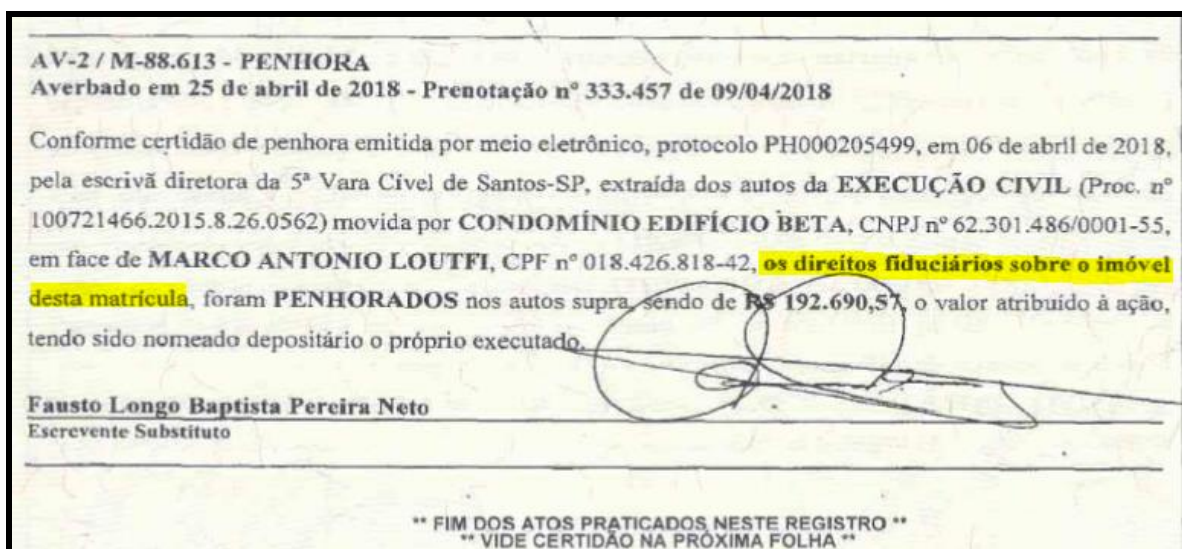 AV-2 / M-88.613 - PENHORA
Averbado em 25 de abril de 2018 - Prenotação nº 333.457 de 09/04/2018
Conforme certidão de penhora emitida por meio eletrônico, protocolo PH000205499, em 06 de abril de 2018,
pela escrivã diretora da 5ª Vara Cível de Santos-SP, extraída dos autos da EXECUÇÃO CIVIL (Proc. nº
100721466.2015.8.26.0562) movida por CONDOMÍNIO EDIFÍCIO BETA, CNPJ nº 62.301.486/0001-55,
em face de MARCO ANTONIO LOUTFI, CPF nº 018.426.818-42, os direitos fiduciários sobre o imóvel
desta matrícula, foram PENHORADOS nos autos supra, sendo de R$ 192.690,57, o valor atribuído à ação,
tendo sido nomeado depositário o próprio executado.
Fausto Longo Baptista Pereira Neto
Escrevente Substituto
** FIM DOS ATOS PRATICADOS NESTE REGISTRO **
** VIDE CERTIDÃO NA PRÓXIMA FOLHA **